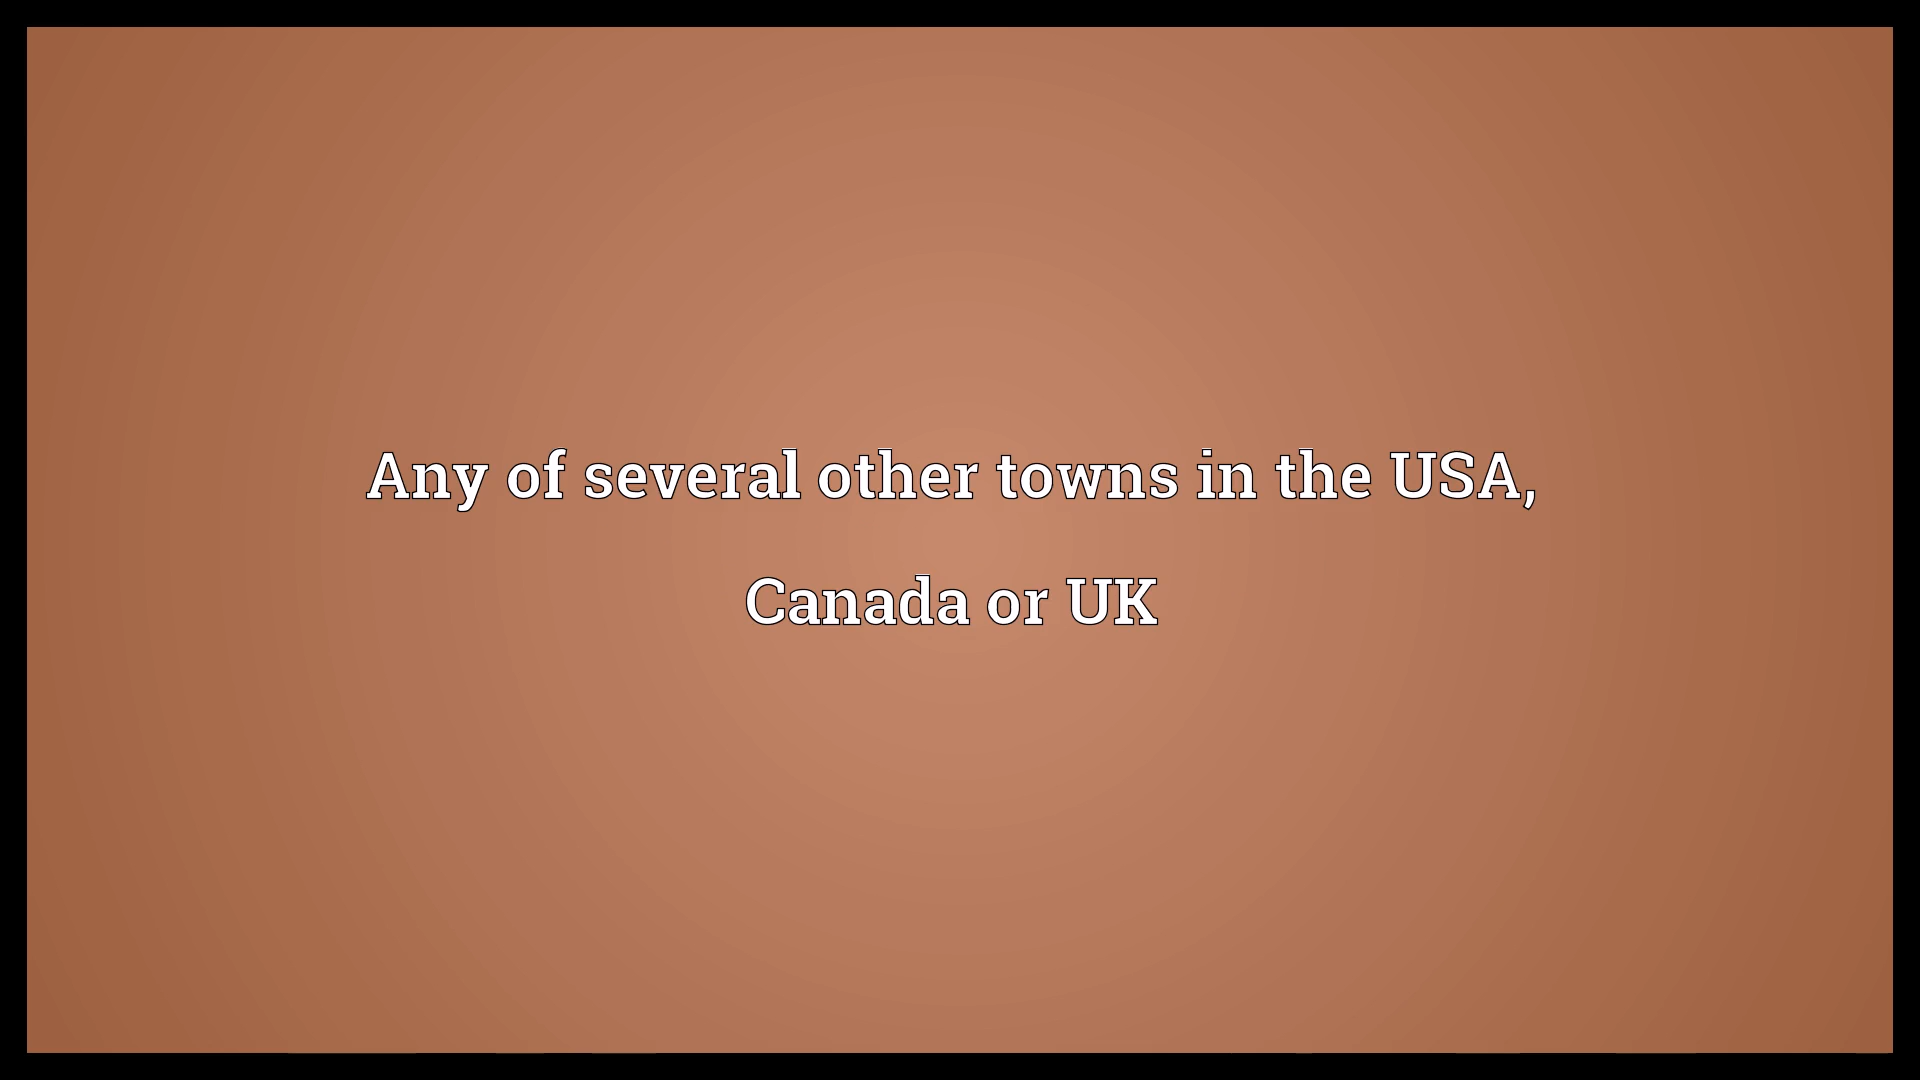 Any of several other towns in the USA,
Canada or UK